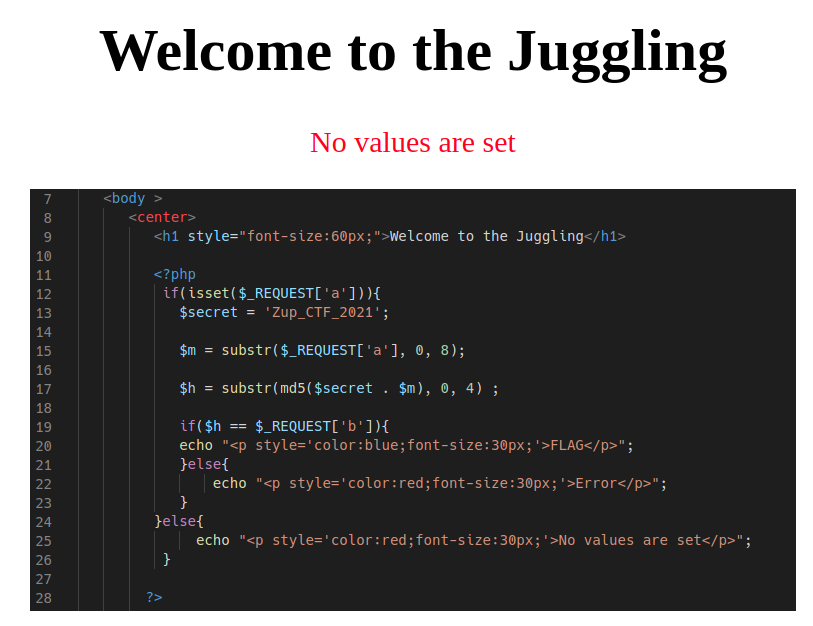 Welcome to the Juggling
No values are set
7 <body >
8 <center>
9 <h1 style="font-size:60px;">Welcome to the Juggling</h1>
10
11 <?php
12 if(isset($_REQUEST['a'])){
13 $secret = 'Zup_CTF_2021';
14
15 $m = substr($_REQUEST['a'], 0, 8);
16
17 $h = substr(md5($secret . $m), 0, 4) ;
18
19 if($h == $_REQUEST['b']){
20 echo "<p style='color:blue;font-size:30px;'>FLAG</p>";
21 }else{
22 echo "<p style='color:red;font-size:30px;'>Error</p>";
23 }
24 }else{
25 echo "<p style='color:red;font-size:30px;'>No values are set</p>";
26 }
27
28 ?>